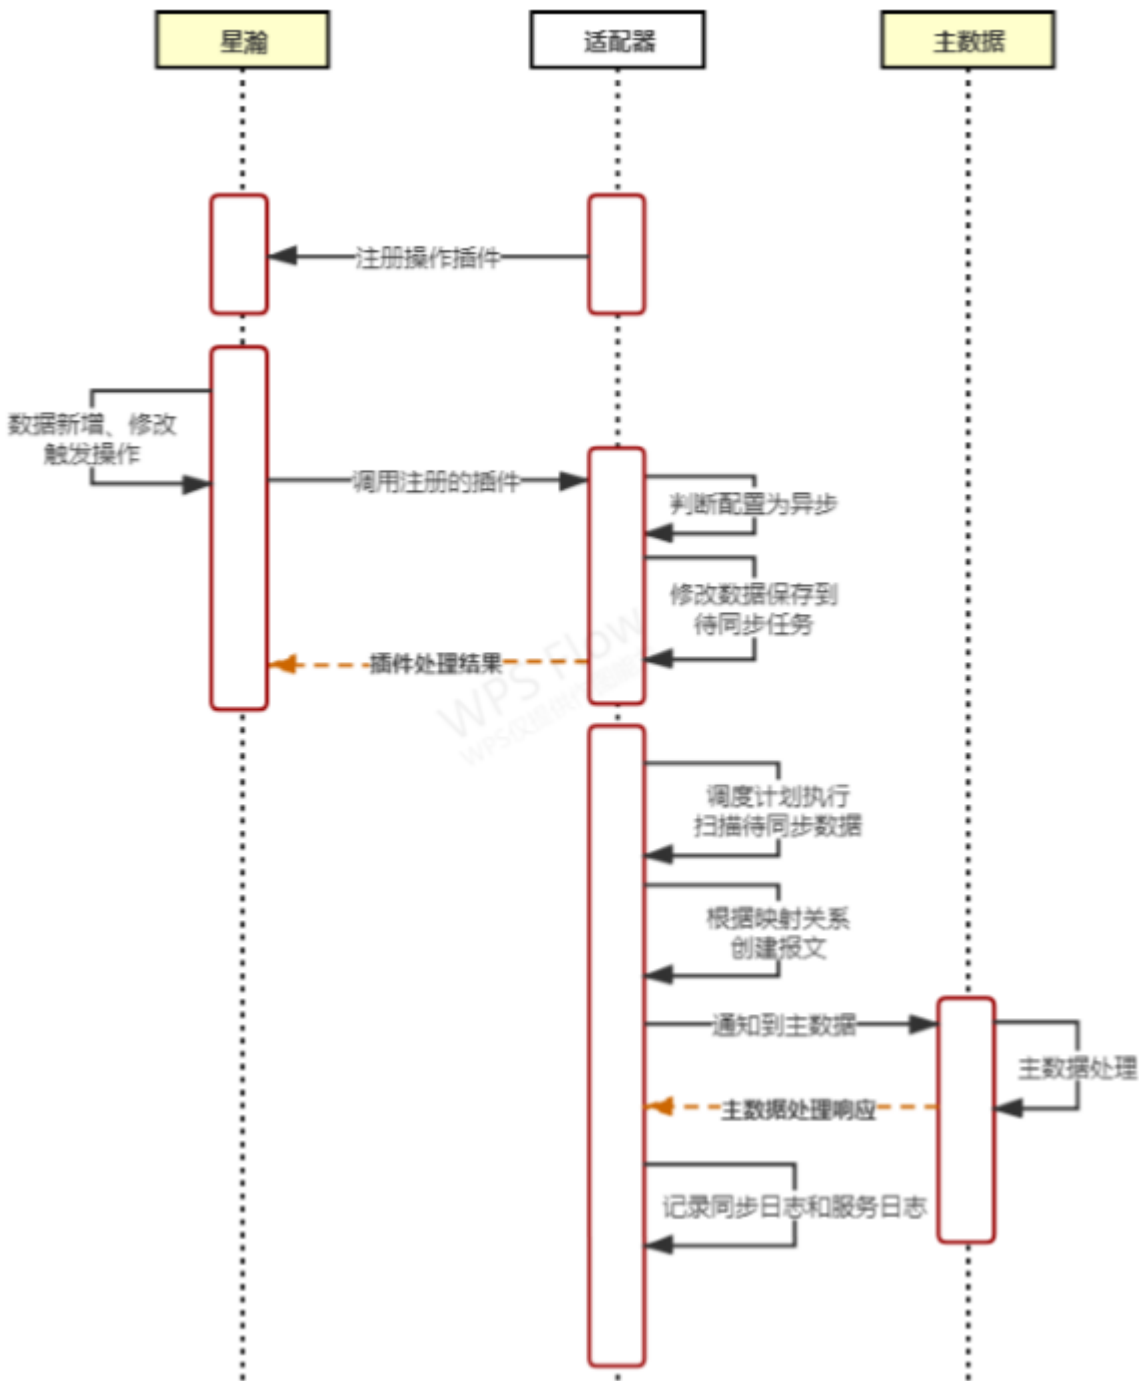 星瀚
适配器
主数据
注册操作插件
数据新增、修改
触发操作
调用注册的插件
判断配置为异步
修改数据保存到
待同步任务
插件处理结果
WPS Flow
调度计划执行
扫描待同步数据
根据映射关系
创建报文
通知到主数据
主数据处理
主数据处理响应
记录同步日志和服务日志